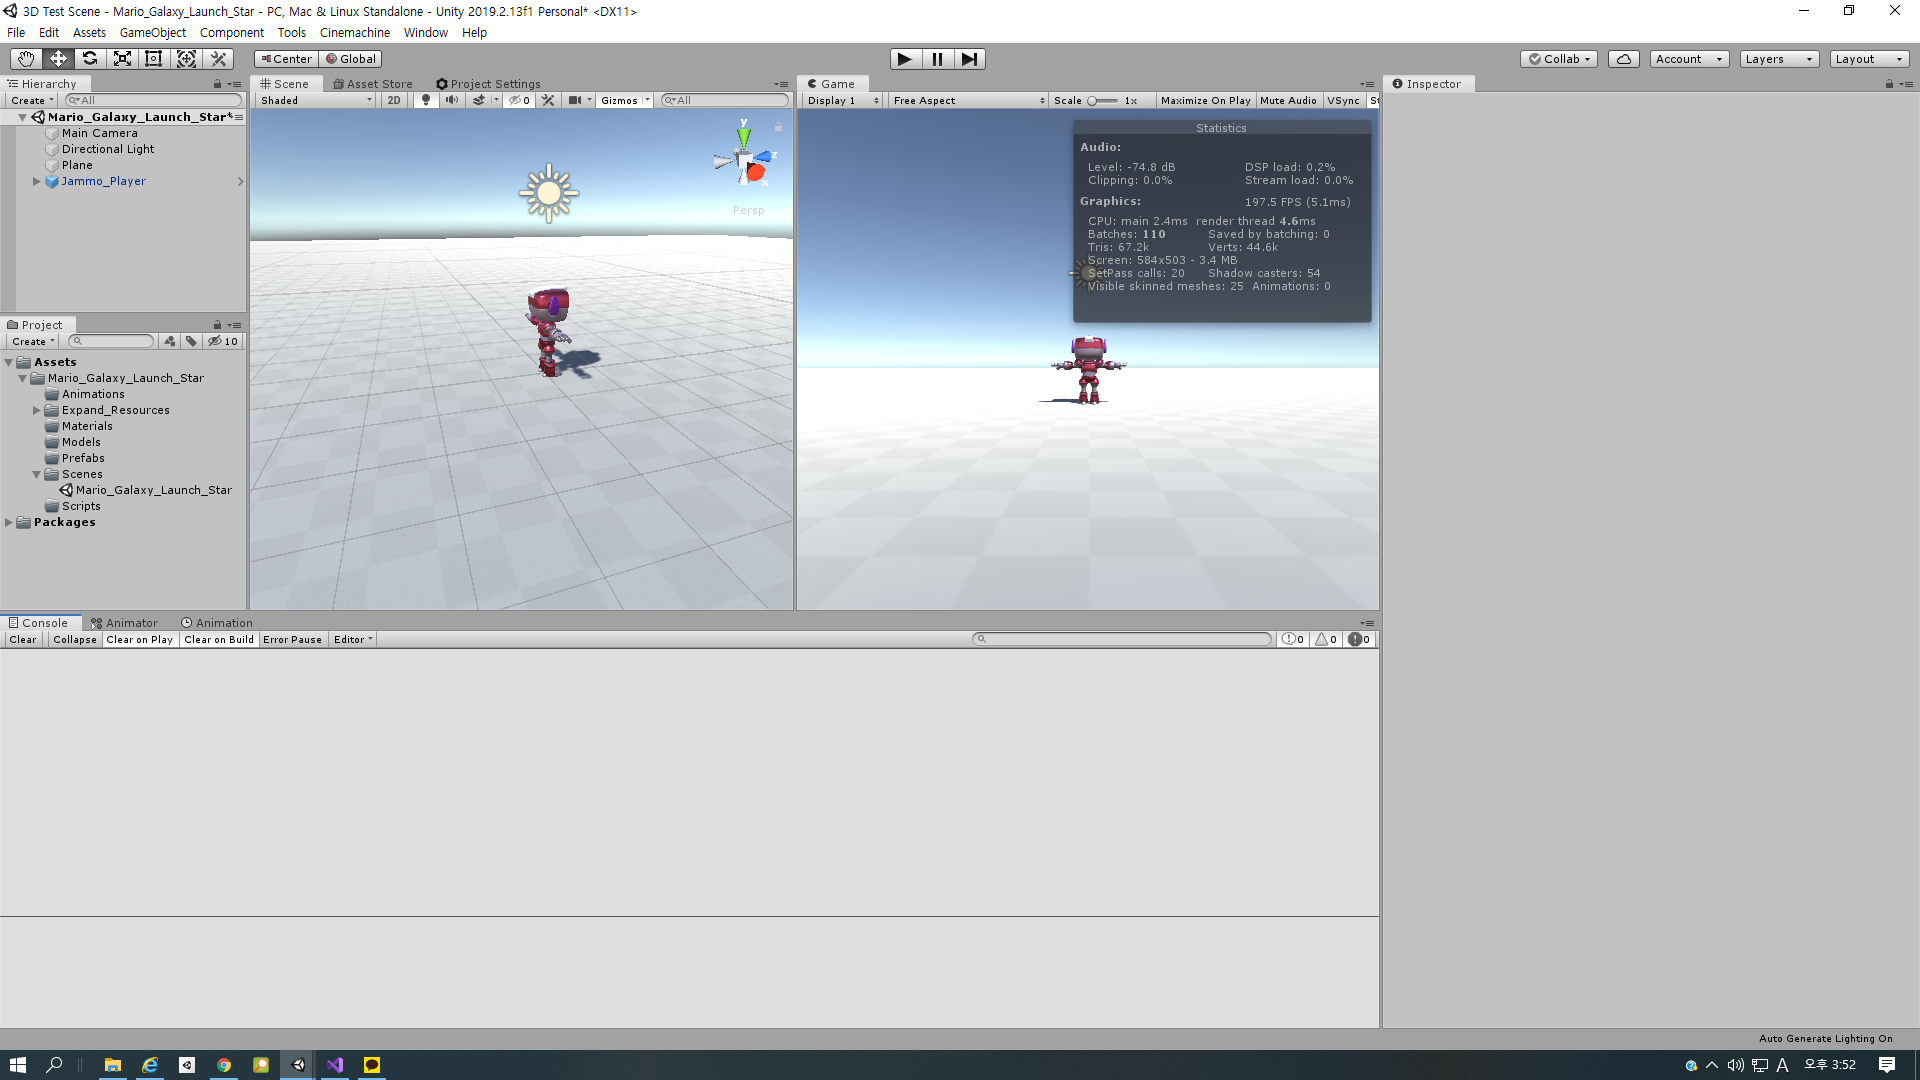 3D Test Scene - Mario_Galaxy_Launch_Star - PC, Mac & Linux Standalone - Unity 2019.2.13f1 Personal* <DX11>
File Edit Assets GameObject Component Tools Cinemachine Window Help
Center Global Collab Account Layers Layout
Hierarchy
Create All
Mario_Galaxy_Launch_Star*
Main Camera
Directional Light
Plane
Jammo_Player
Project
Create 10
Assets
Mario_Galaxy_Launch_Star
Animations
Expand_Resources
Materials
Models
Prefabs
Scenes
Mario_Galaxy_Launch_Star
Scripts
Packages
Scene Asset Store Project Settings
Shaded 2D 0 Gizmos All
y
z
x
Persp
Game
Display 1 Free Aspect Scale 1x Maximize On Play Mute Audio VSync St
Statistics
Audio:
Level: -74.8 dB DSP load: 0.2%
Clipping: 0.0% Stream load: 0.0%
Graphics: 197.5 FPS (5.1ms)
CPU: main 2.4ms render thread 4.6ms
Batches: 110 Saved by batching: 0
Tris: 67.2k Verts: 44.6k
Screen: 584x503 - 3.4 MB
SetPass calls: 20 Shadow casters: 54
Visible skinned meshes: 25 Animations: 0
Inspector
Console Animator Animation
Clear Collapse Clear on Play Clear on Build Error Pause Editor 0 0 0
Auto Generate Lighting On
A 오후 3:52